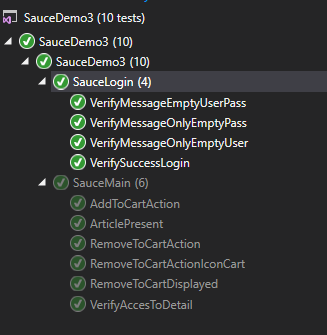 SauceDemo3 (10 tests)
SauceDemo3 (10)
SauceDemo3 (10)
SauceLogin (4)
VerifyMessageEmptyUserPass
VerifyMessageOnlyEmptyPass
VerifyMessageOnlyEmptyUser
VerifySuccessLogin
SauceMain (6)
AddToCartAction
ArticlePresent
RemoveToCartAction
RemoveToCartActionIconCart
RemoveToCartDisplayed
VerifyAccesToDetail